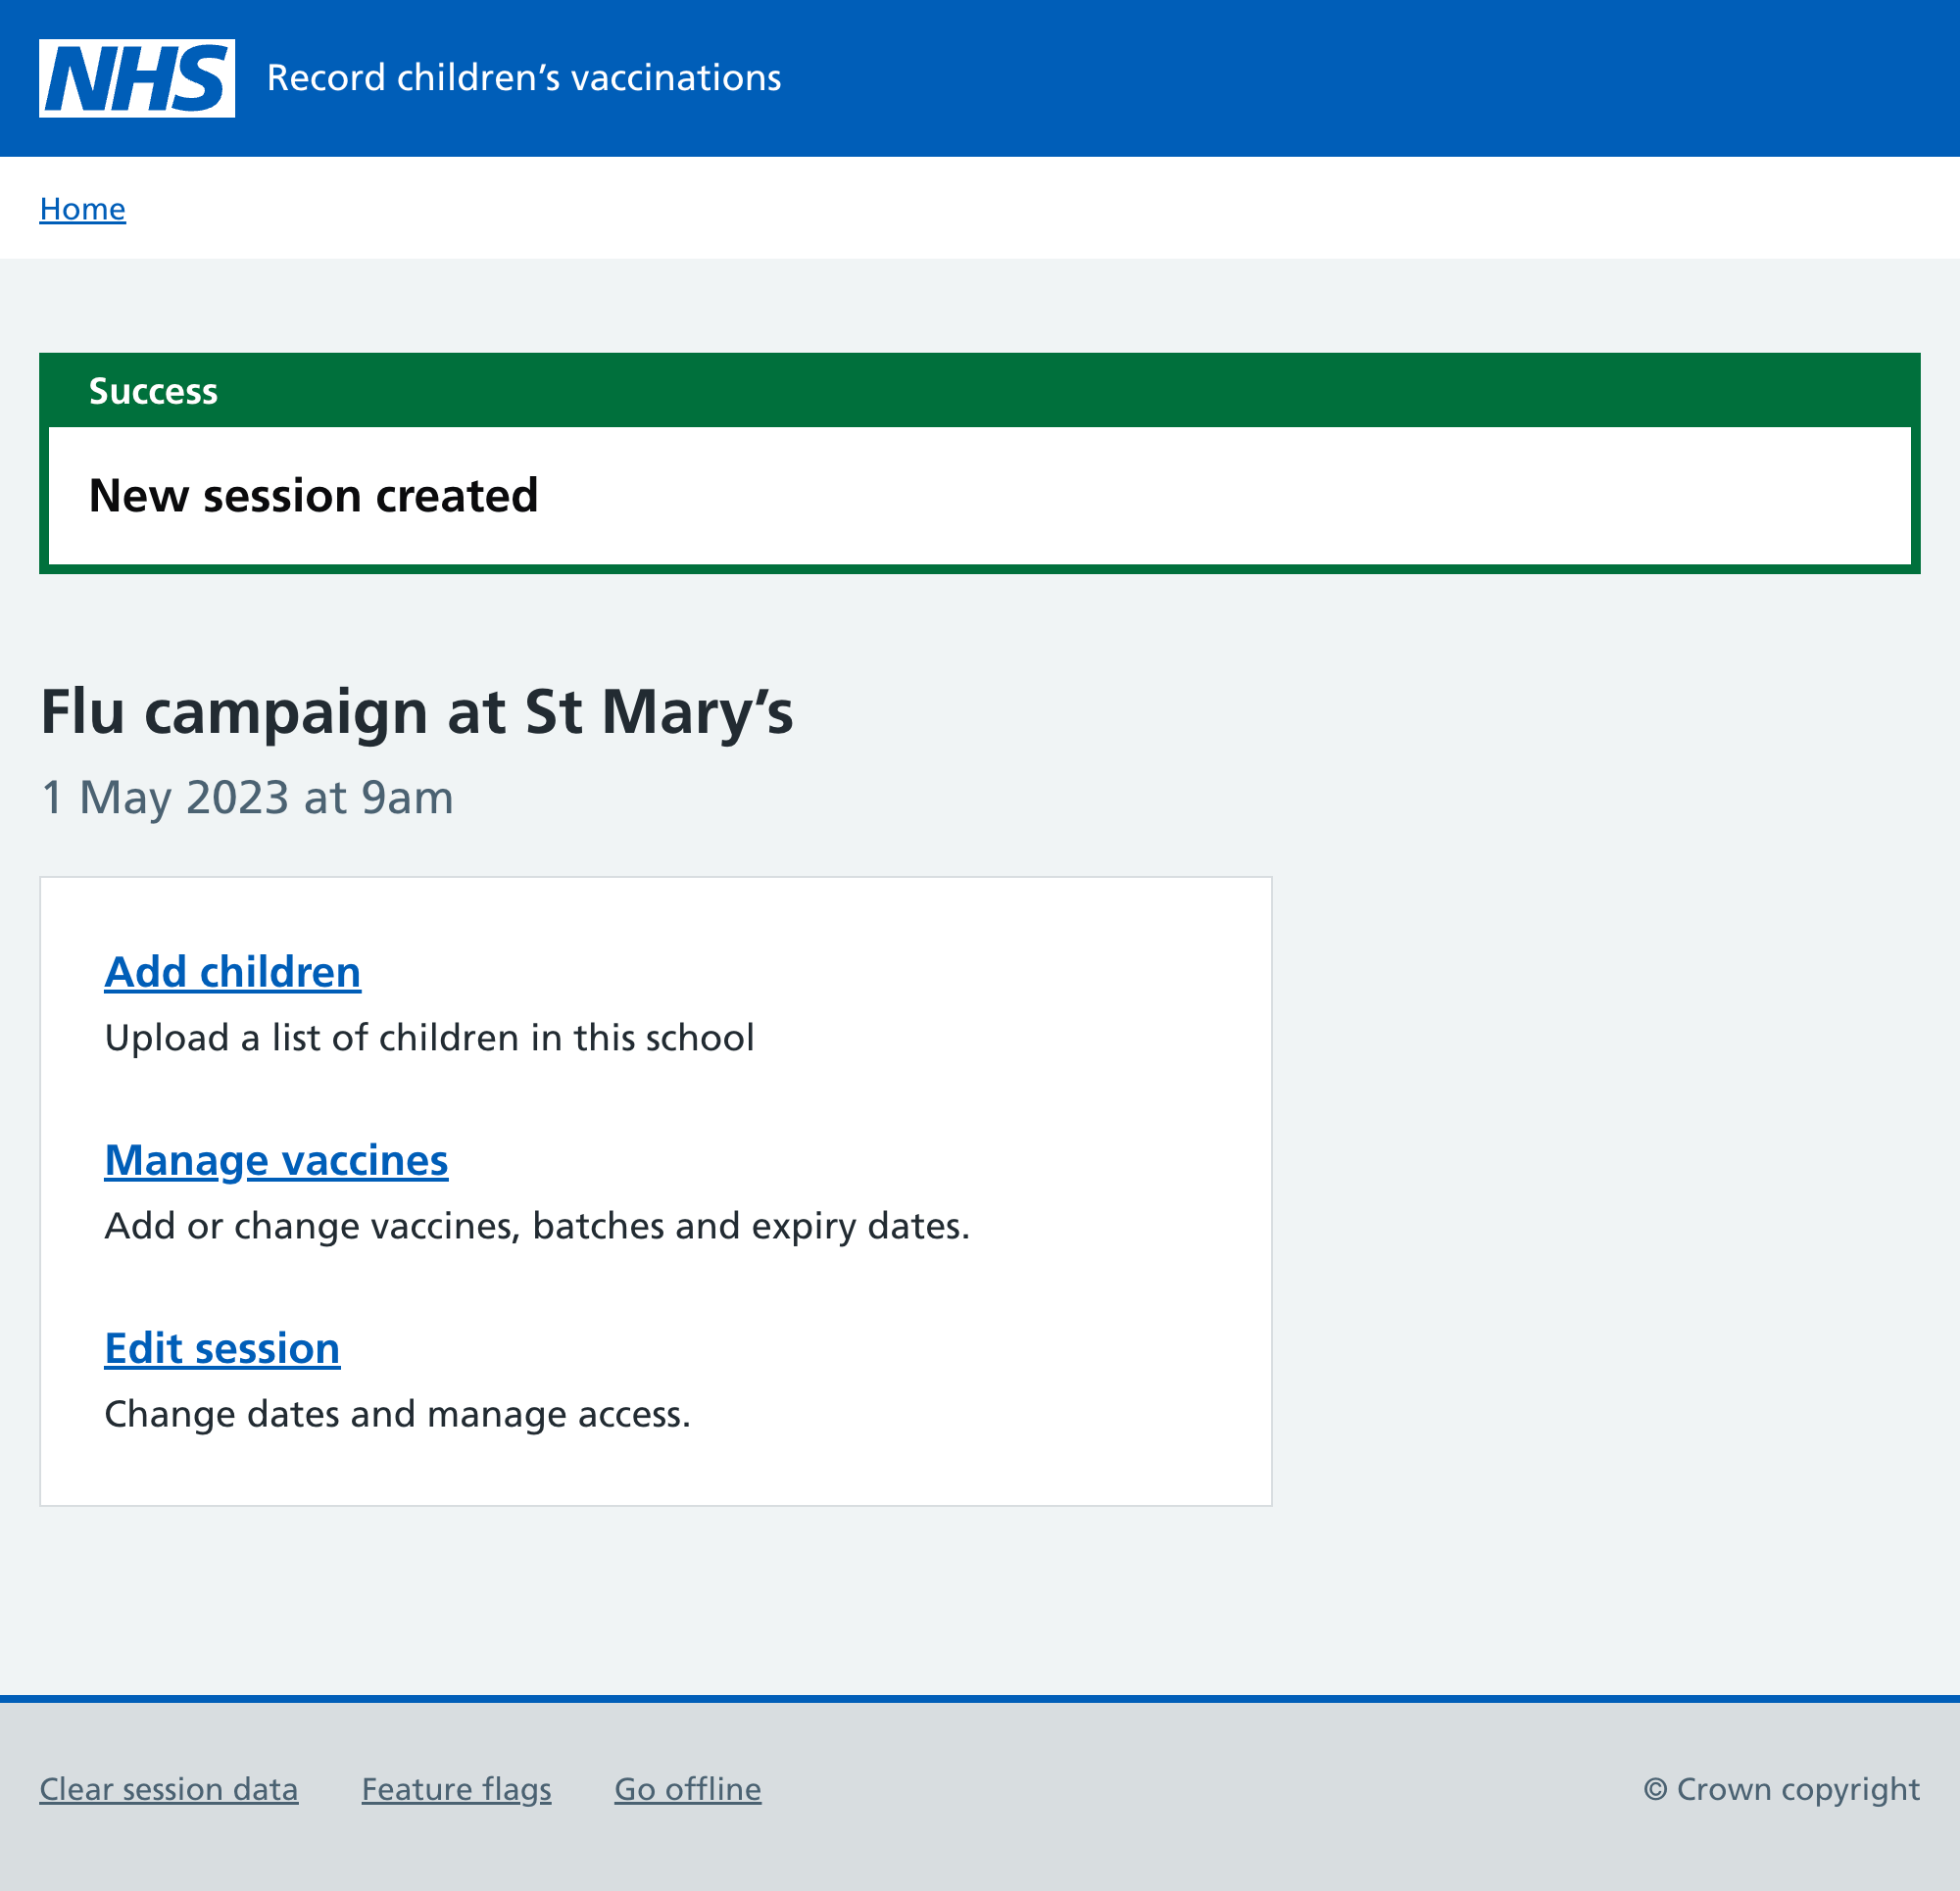 NHS Record children’s vaccinations
Home
Success
New session created
Flu campaign at St Mary’s
1 May 2023 at 9am
Add children
Upload a list of children in this school
Manage vaccines
Add or change vaccines, batches and expiry dates.
Edit session
Change dates and manage access.
Clear session data Feature flags Go offline © Crown copyright